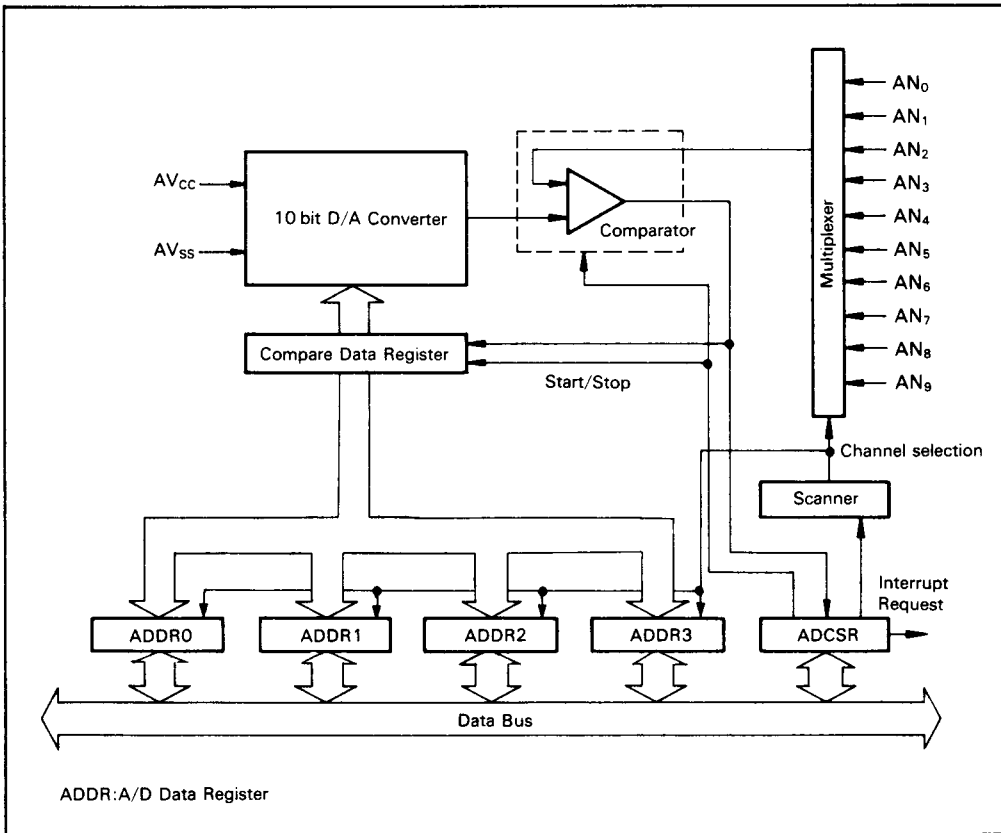 AN0
AN1
AN2
AN3
AN4
AN5
AN6
AN7
AN8
AN9
Multiplexer
AVCC
AVSS
10 bit D/A Converter
Comparator
Compare Data Register
Start/Stop
Channel selection
Scanner
Interrupt
Request
ADDR0
ADDR1
ADDR2
ADDR3
ADCSR
Data Bus
ADDR:A/D Data Register